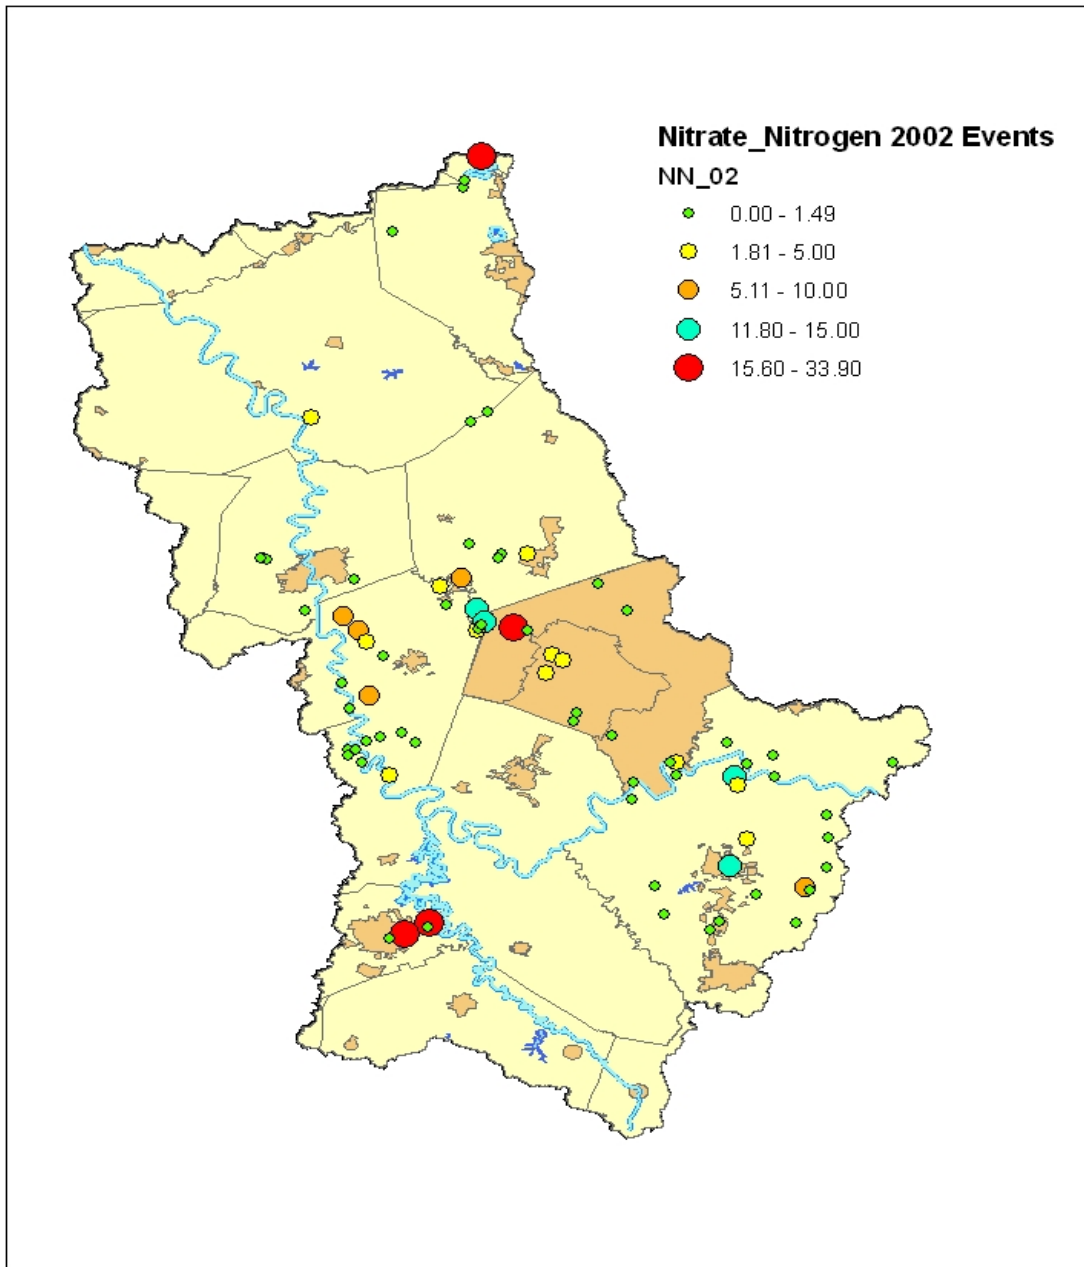 Nitrate_Nitrogen 2002 Events
NN_02
0.00 - 1.49
1.81 - 5.00
5.11 - 10.00
11.80 - 15.00
15.60 - 33.90